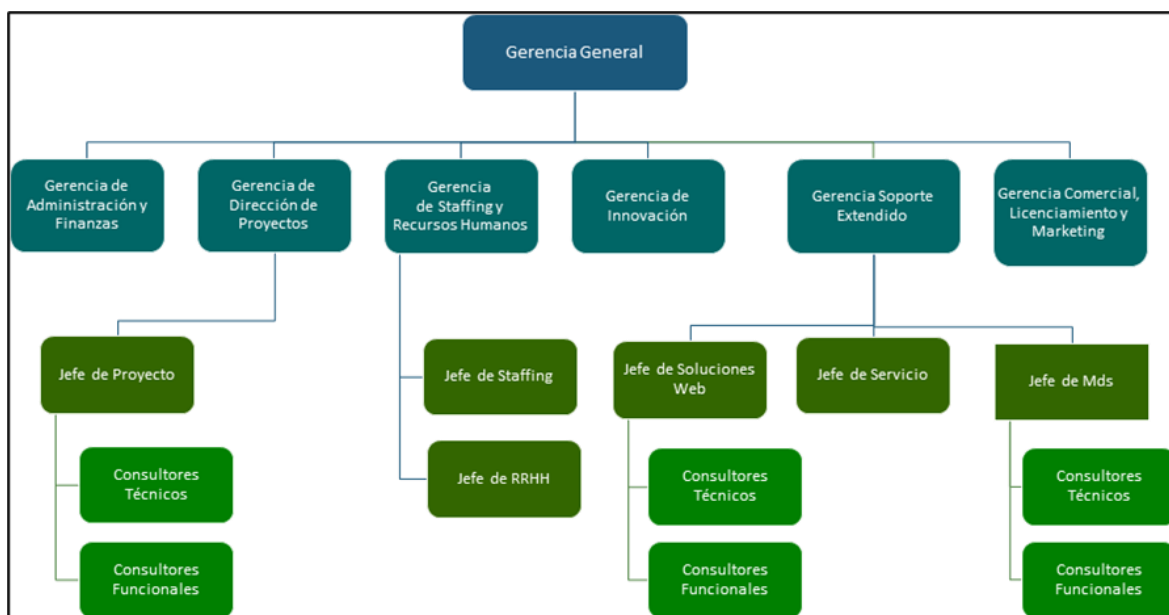 Gerencia General
Gerencia de
Administración y
Finanzas
Gerencia de
Dirección de
Proyectos
Gerencia
de Staffing y
Recursos Humanos
Gerencia de
Innovación
Gerencia Soporte
Extendido
Gerencia Comercial,
Licenciamiento y
Marketing
Jefe de Proyecto
Jefe de Staffing
Jefe de Soluciones
Web
Jefe de Servicio
Jefe de Mds
Consultores
Técnicos
Jefe de RRHH
Consultores
Técnicos
Consultores
Técnicos
Consultores
Funcionales
Consultores
Funcionales
Consultores
Funcionales